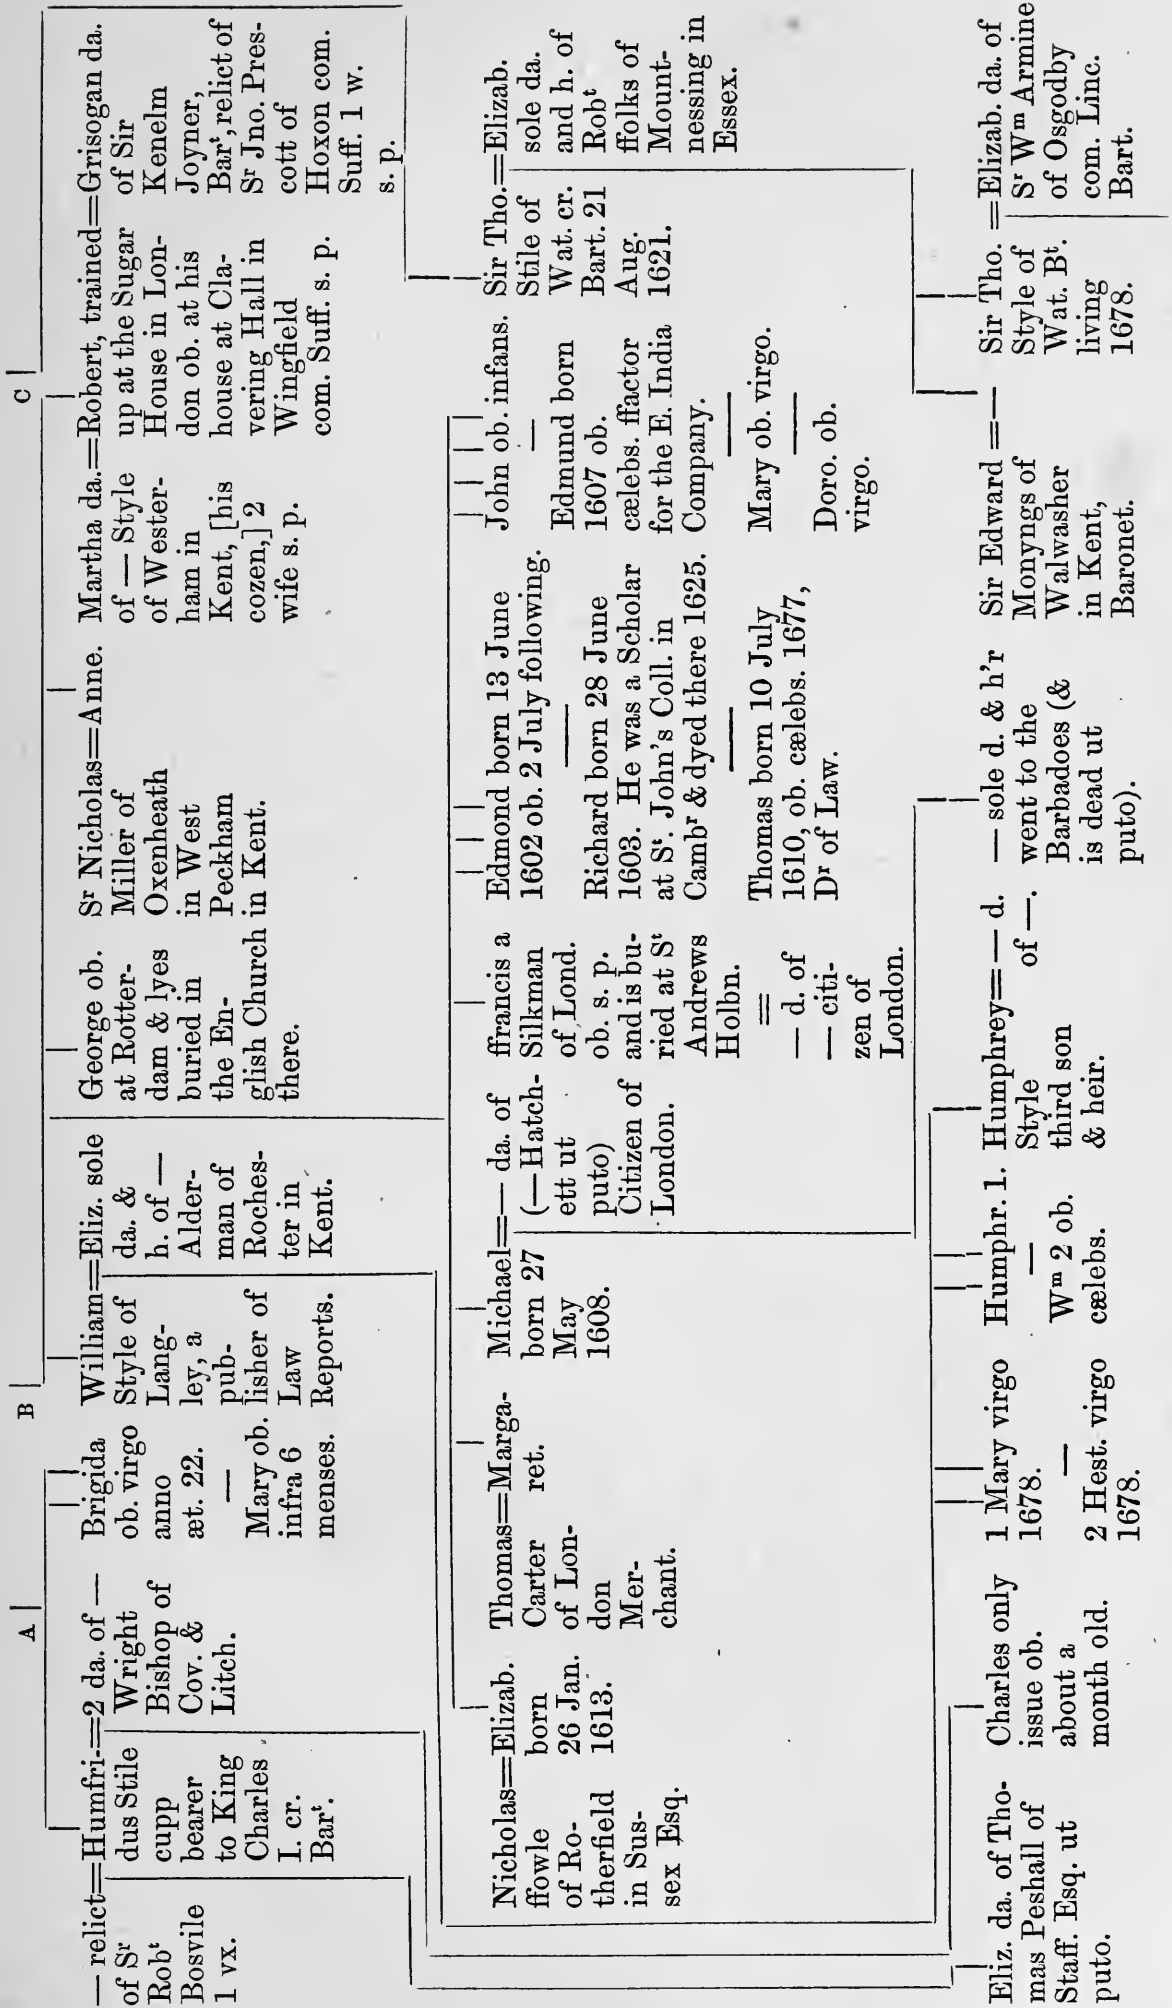 A
B
C
— relict=Humfri-=2 da. of —
of Sʳ
Robᵗ
Bosvile
1 vx.
dus Stile
cupp
bearer
to King
Charles
I. cr.
Barᵗ.
Wright
Bishop of
Cov. &
Litch.
Brigida
ob. virgo
anno
æt. 22.
—
Mary ob.
infra 6
menses.
William=Eliz. sole
Style of
Lang-
ley, a
pub-
lisher of
Law
Reports.
da. &
h. of —
Alder-
man of
Roches-
ter in
Kent.
George ob.
at Rotter-
dam & lyes
buried in
the En-
glish Church
there.
Sʳ Nicholas=Anne.
Miller of
Oxenheath
in West
Peckham
in Kent.
Martha da.=Robert, trained=Grisogan da.
of — Style
of Wester-
ham in
Kent, [his
cozen,] 2
wife s. p.
up at the Sugar
House in Lon-
don ob. at his
house at Cla-
vering Hall in
Wingfield
com. Suff. s. p.
of Sir
Kenelm
Joyner,
Barᵗ, relict of
Sʳ Jno. Pres-
cott of
Hoxon com.
Suff. 1 w.
s. p.
Nicholas=Elizab.
ffowle
of Ro-
therfield
in Sus-
sex Esq.
born
26 Jan.
1613.
Thomas=Marga-
Carter
of Lon-
don
Mer-
chant.
ret.
Michael=— da. of
born 27
May
1608.
(— Hatch-
ett ut
puto)
Citizen of
London.
ffrancis a
Silkman
of Lond.
ob. s. p.
and is bu-
ried at Sᵗ
Andrews
Holbn.
=
— d. of
— citi-
zen of
London.
Edmond born 13 June
1602 ob. 2 July following.
—
Richard born 28 June
1603. He was a Scholar
at Sᵗ. John's Coll. in
Cambʳ & dyed there 1625.
—
Thomas born 10 July
1610, ob. cælebs. 1677,
Dʳ of Law.
John ob. infans.
—
Edmund born
1607 ob.
cælebs. ffactor
for the E. India
Company.
—
Mary ob. virgo.
—
Doro. ob.
virgo.
Sir Tho.=Elizab.
Stile of
Wat. cr.
Bart. 21
Aug.
1621.
sole da.
and h. of
Robᵗ
ffolks of
Mount-
nessing in
Essex.
Eliz. da. of Tho-
mas Peshall of
Staff. Esq. ut
puto.
Charles only
issue ob.
about a
month old.
1 Mary virgo
1678.
—
2 Hest. virgo
1678.
Humphr. 1.
—
Wᵐ 2 ob.
cælebs.
Humphrey=— d.
Style
third son
& heir.
of —.
— sole d. & h'r
went to the
Barbadoes (&
is dead ut
puto).
Sir Edward =—
Monyngs of
Walwasher
in Kent,
Baronet.
Sir Tho. =Elizab. da. of
Style of
Wat. Bᵗ.
living
1678.
Sʳ Wᵐ Armine
of Osgodby
com. Linc.
Bart.